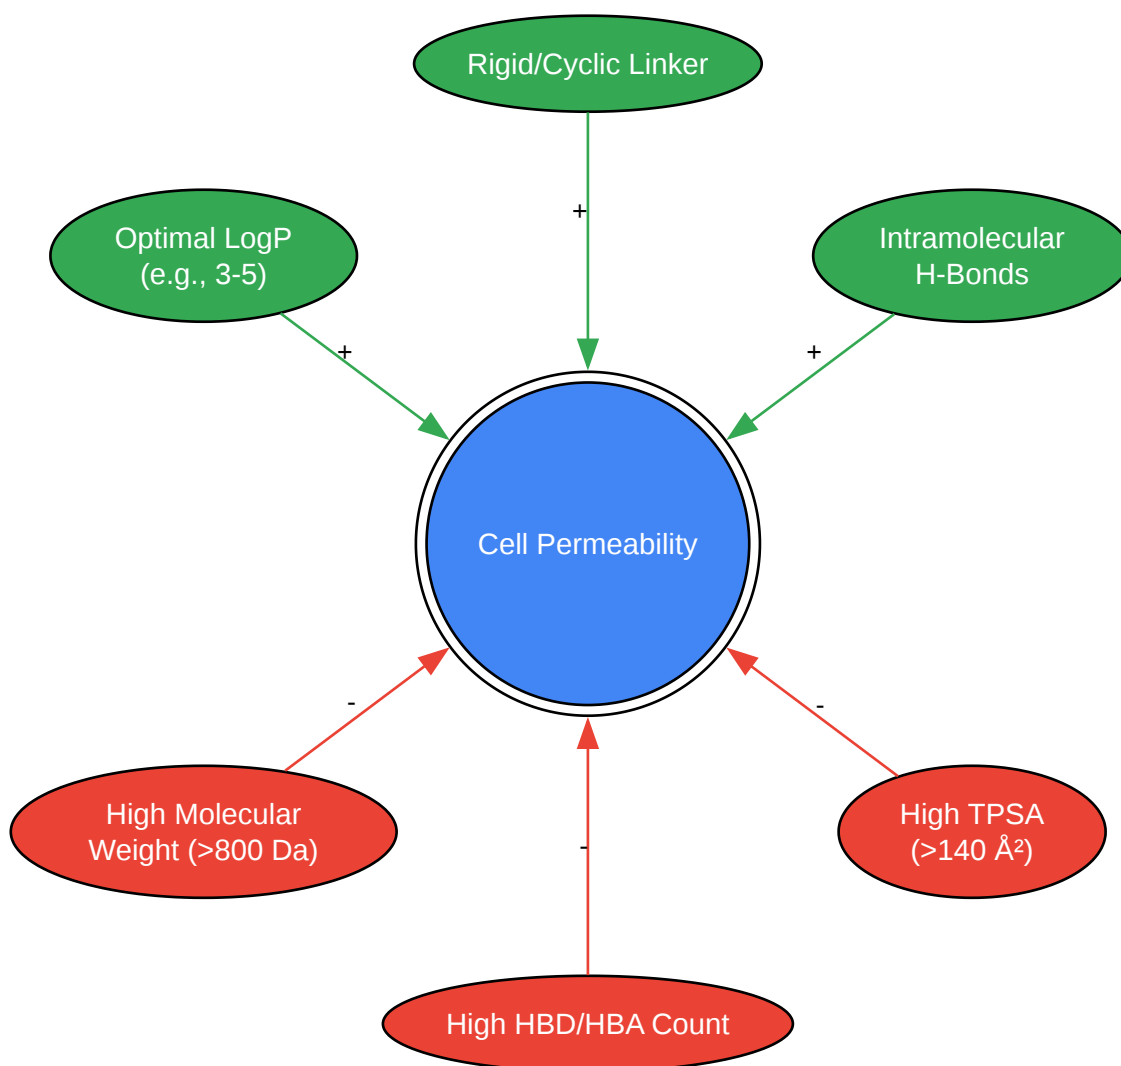 Rigid/Cyclic Linker
+
Optimal LogP
(e.g., 3-5)
+
Intramolecular
H-Bonds
+
Cell Permeability
-
High Molecular
Weight (>800 Da)
-
High HBD/HBA Count
-
High TPSA
(>140 Å²)